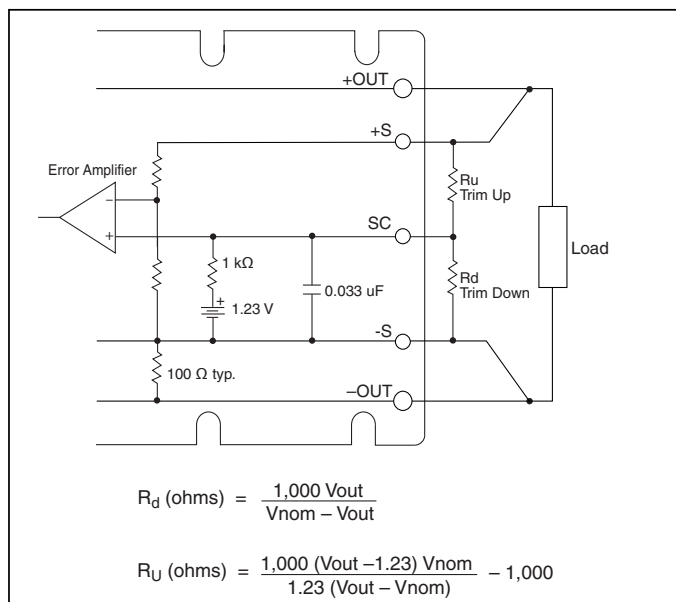 +OUT
+S
Error Amplifier
Ru
Trim Up
−
+
SC
Load
1 kΩ
Rd
Trim Down
+
1.23 V
0.033 uF
-S
100 Ω typ.
–OUT
Rd (ohms) = 1,000 Vout / Vnom – Vout
RU (ohms) = 1,000 (Vout –1.23) Vnom / 1.23 (Vout – Vnom) – 1,000